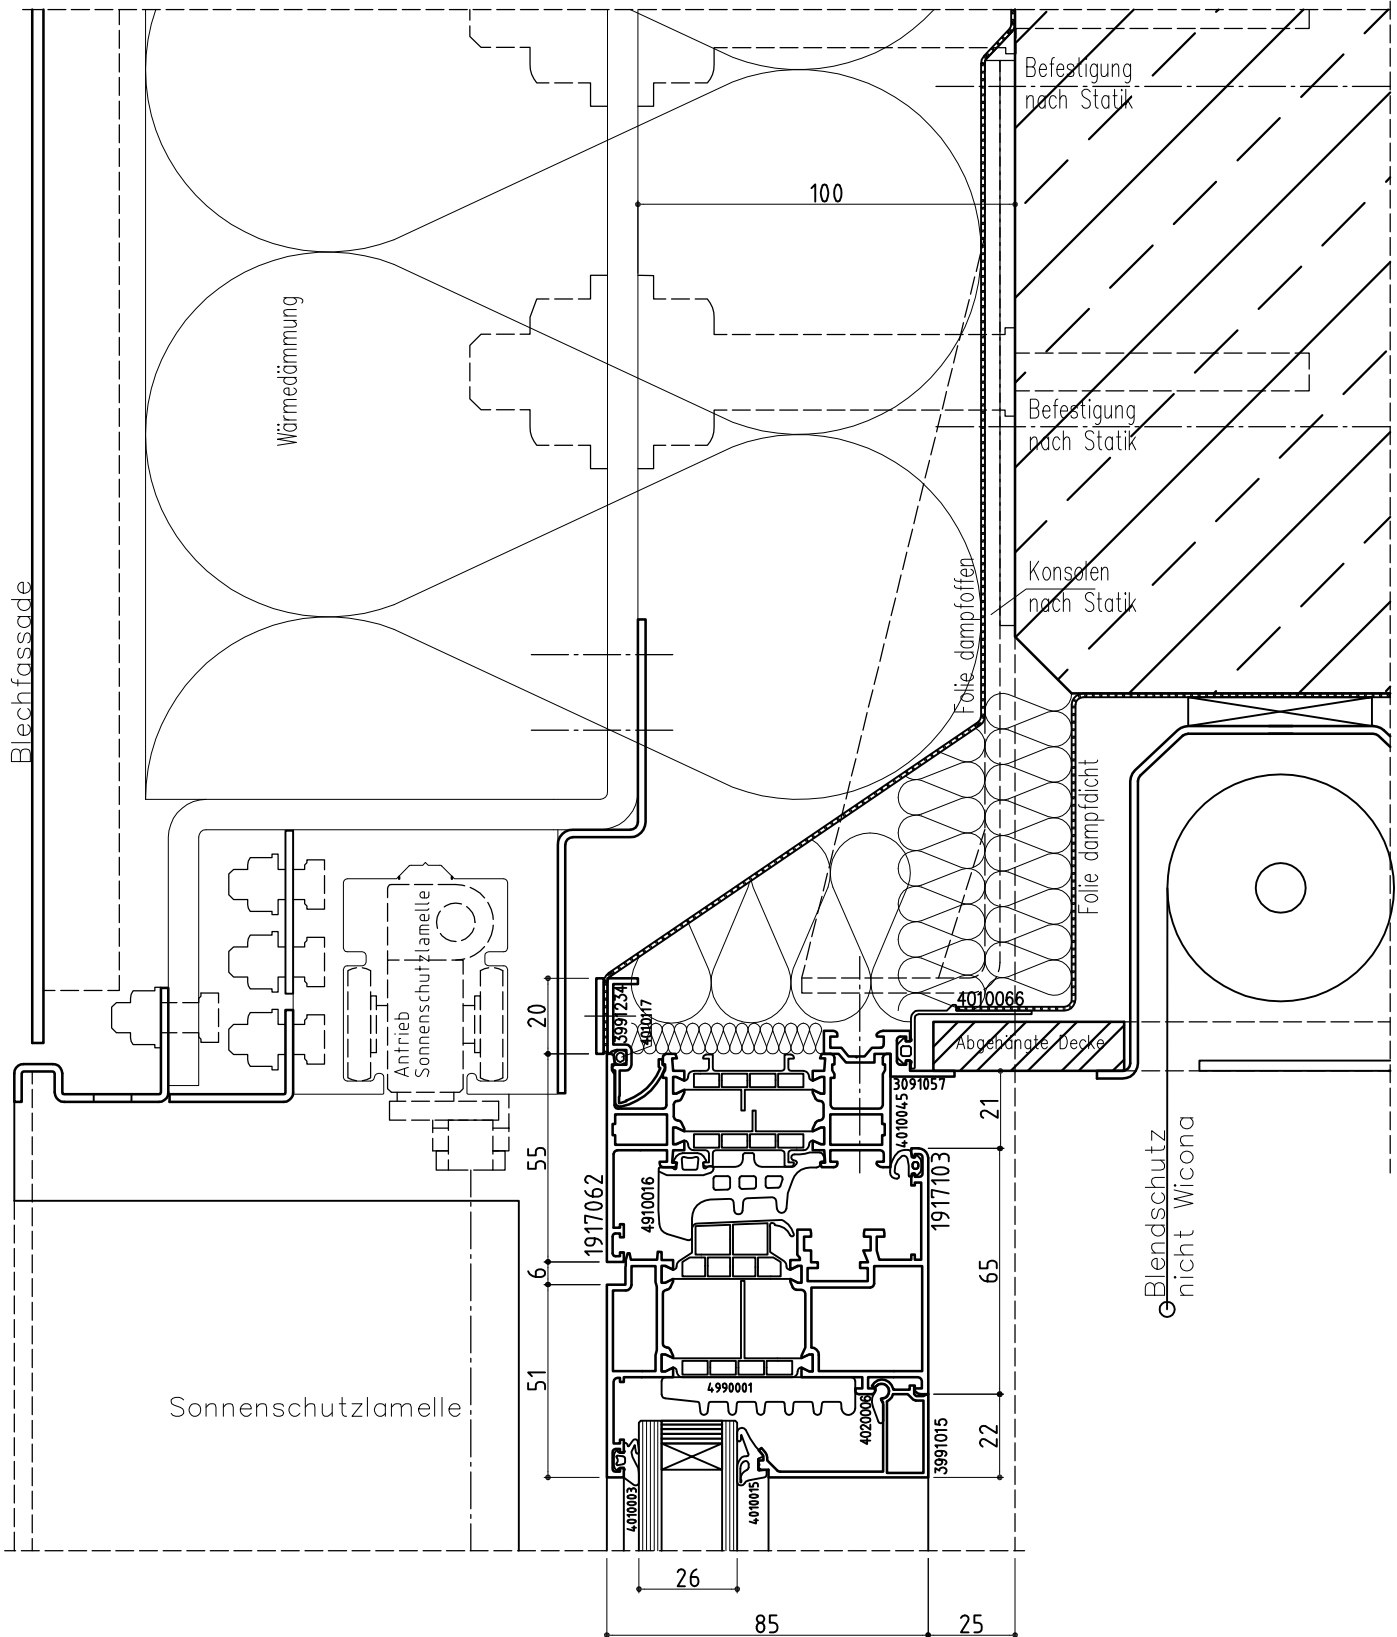 Befestigung
nach Statik
100
Wärmedämmung
Befestigung
nach Statik
Folie dampfoffen
Konsolen
nach Statik
Blechfassade
Folie dampfdicht
Antrieb
Sonnenschutzlamelle
20
3991234
4010117
4010066
Abgehängte Decke
3091057
4010045
21
55
1917062
4910016
1917103
Blendschutz
nicht Wicona
6
65
51
4990001
4020006
3991015
22
Sonnenschutzlamelle
4010003
4010015
26
85
25